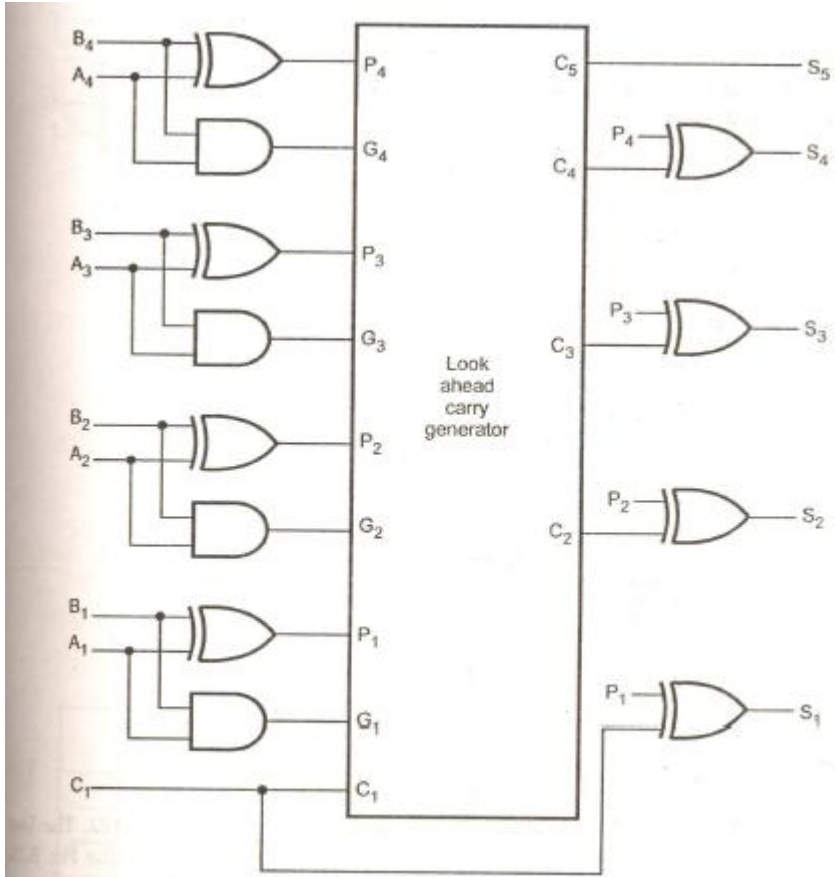 B4
A4
P4
G4
B3
A3
P3
G3
B2
A2
P2
G2
B1
A1
P1
G1
C1
C1
Look
ahead
carry
generator
C5
S5
P4
C4
S4
P3
C3
S3
P2
C2
S2
P1
S1